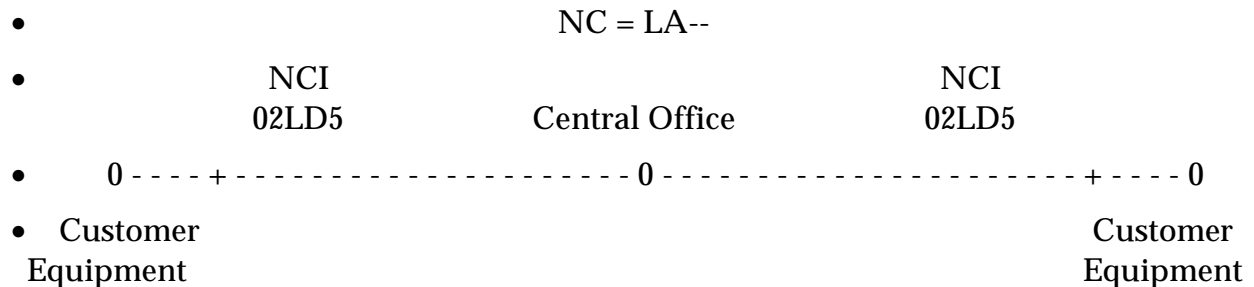 • NC = LA--
• NCI NCI
02LD5 Central Office 02LD5
• 0 - - - - + - - - - - - - - - - - - - - - - - - - - - 0 - - - - - - - - - - - - - - - - - - - - - - + - - - - 0
• Customer Customer
Equipment Equipment